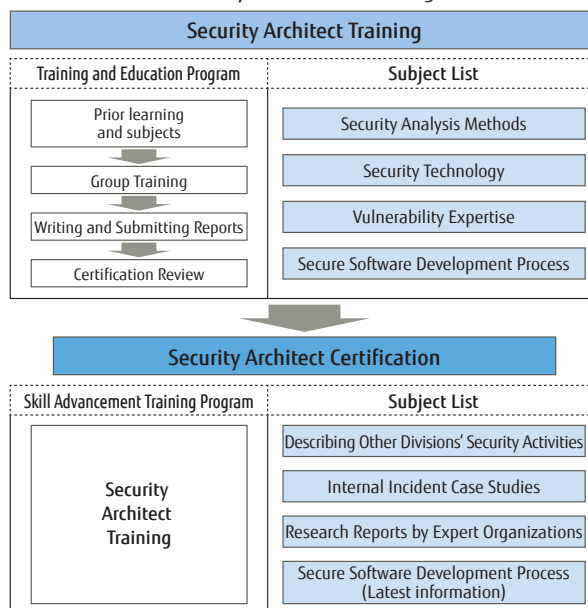 Security Architect Training
Training and Education Program
Subject List
Prior learning
and subjects
Group Training
Writing and Submitting Reports
Certification Review
Security Analysis Methods
Security Technology
Vulnerability Expertise
Secure Software Development Process
Security Architect Certification
Skill Advancement Training Program
Subject List
Security
Architect
Training
Describing Other Divisions' Security Activities
Internal Incident Case Studies
Research Reports by Expert Organizations
Secure Software Development Process
(Latest information)